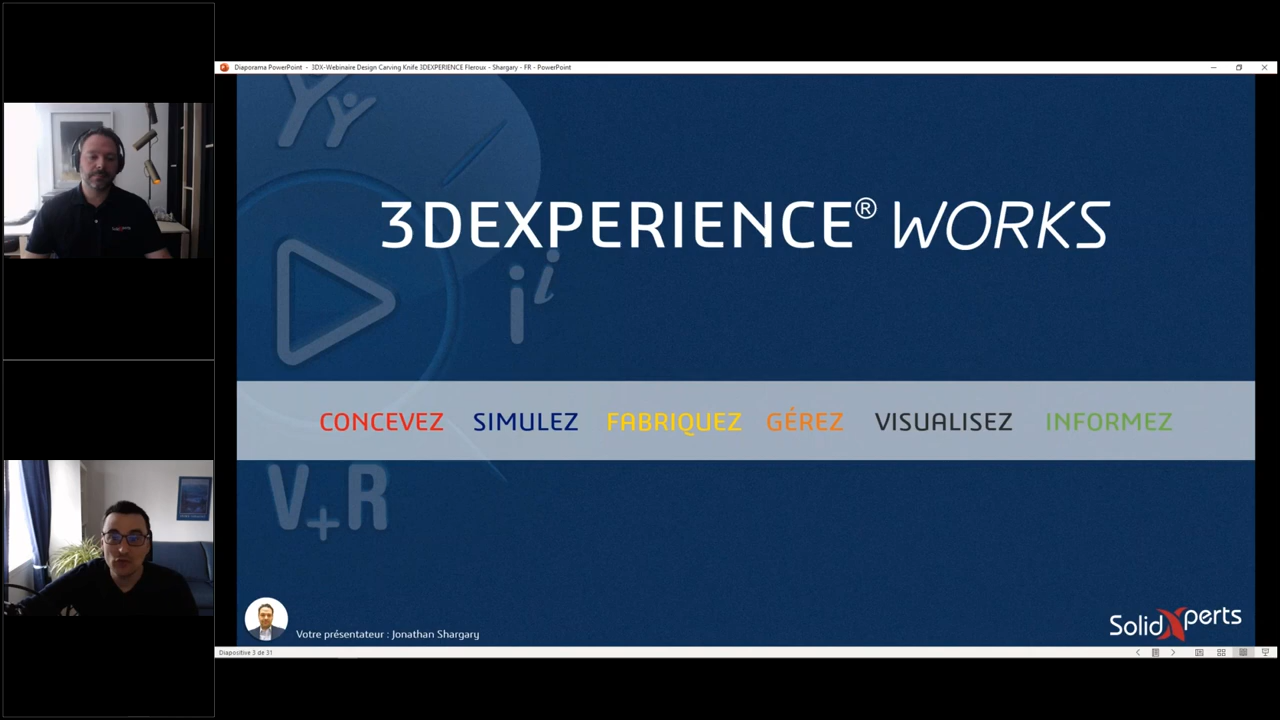 Diaporama PowerPoint - 3DX-Webinaire Design Carving Knife 3DEXPERIENCE Fleroux - Shargary - FR - PowerPoint
3DEXPERIENCE® WORKS
CONCEVEZ SIMULEZ FABRIQUEZ GÉREZ VISUALISEZ INFORMEZ
V+R
Votre présentateur : Jonathan Shargary
SolidXperts
Diapositive 3 de 31